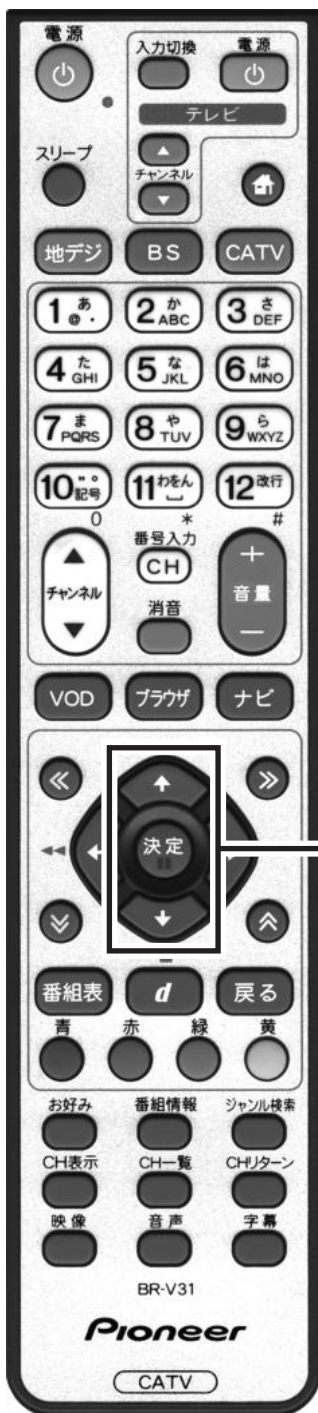 電源
入力切換 電源
テレビ
スリープ
チャンネル
地デジ BS CATV
1 あ @. 2 か ABC 3 さ DEF
4 た GHI 5 な JKL 6 は MNO
7 ま PQRS 8 や TUV 9 ら WXYZ
10 ゛゜ 記号 11 わをん 12 改行
0 * #
番号入力
CH
チャンネル
消音
+
音量
−
VOD ブラウザ ナビ
決定
番組表 d 戻る
青 赤 緑 黄
お好み 番組情報 ジャンル検索
CH表示 CH一覧 CHリターン
映像 音声 字幕
BR-V31
Pioneer
CATV